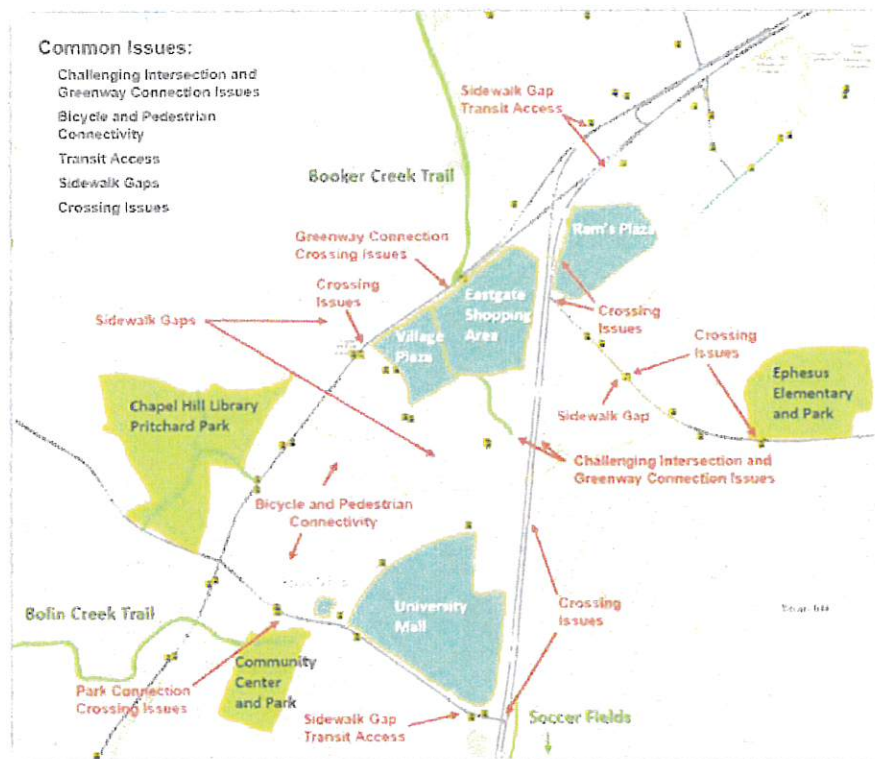 Common Issues:
Challenging Intersection and
Greenway Connection Issues
Bicycle and Pedestrian
Connectivity
Transit Access
Sidewalk Gaps
Crossing Issues
Sidewalk Gap
Transit Access
Booker Creek Trail
Ram's Plaza
Greenway Connection
Crossing Issues
Crossing
Issues
Eastgate
Shopping
Area
Crossing
Issues
Sidewalk Gaps
Village
Plaza
Crossing
Issues
Ephesus
Elementary
and Park
Chapel Hill Library
Pritchard Park
Sidewalk Gap
Challenging Intersection and
Greenway Connection Issues
Bicycle and Pedestrian
Connectivity
University
Mall
Crossing
Issues
Bolin Creek Trail
Community
Center
and Park
Park Connection
Crossing Issues
Sidewalk Gap
Transit Access
Soccer Fields